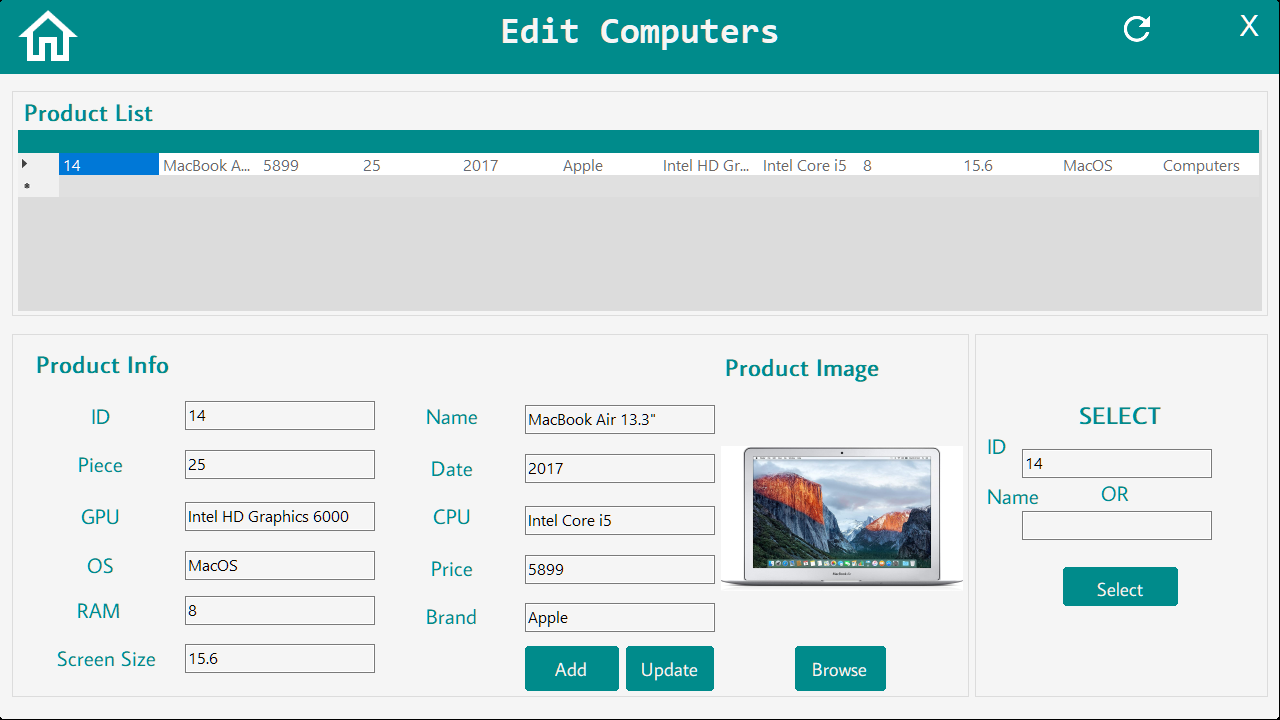 Edit Computers
X
Product List
14 MacBook A... 5899 25 2017 Apple Intel HD Gr... Intel Core i5 8 15.6 MacOS Computers
Product Info
ID 14
Name MacBook Air 13.3"
Piece 25
Date 2017
GPU Intel HD Graphics 6000
CPU Intel Core i5
OS MacOS
Price 5899
RAM 8
Brand Apple
Screen Size 15.6
Add Update
Product Image
Browse
SELECT
ID
14
Name OR
Select